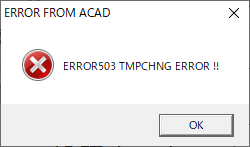 ERROR FROM ACAD
ERROR503 TMPCHNG ERROR !!
OK